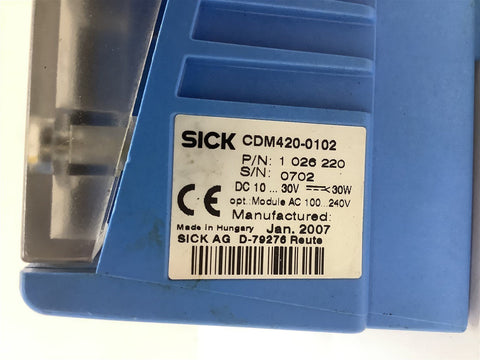 SICK CDM420-0102
P/N: 1 026 220
S/N: 0702
DC 10 ... 30V ⎓ <30W
opt.: Module AC 100...240V
CE
Manufactured:
Made in Hungary Jan. 2007
SICK AG D-79276 Reute